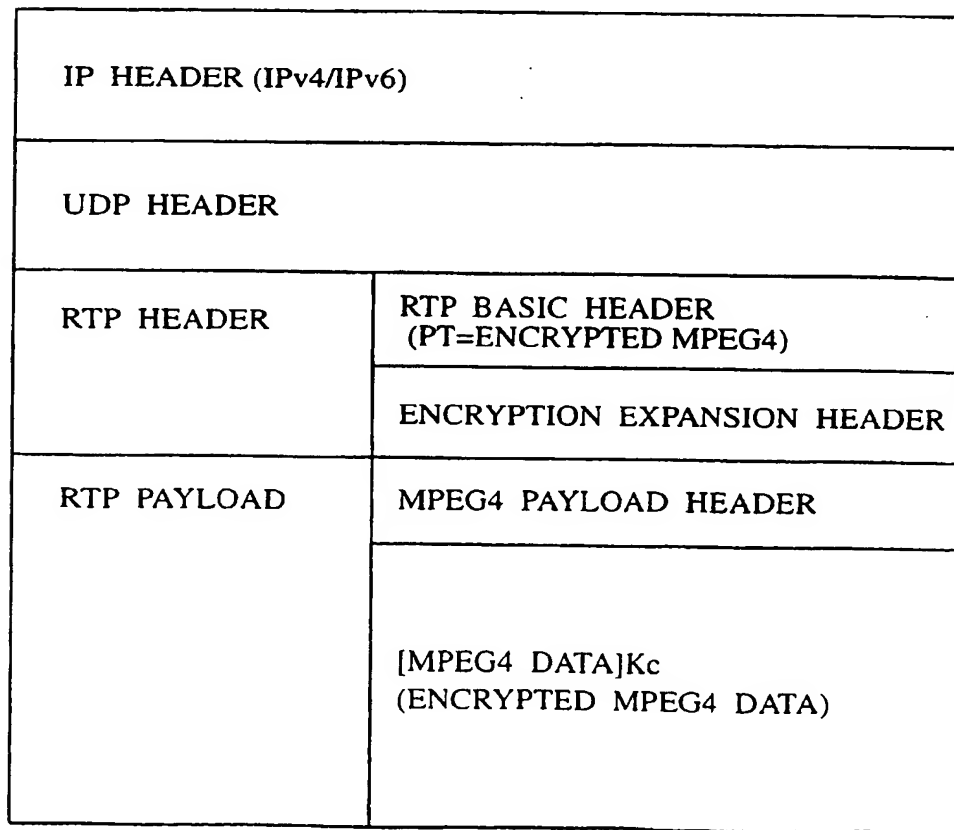 IP HEADER (IPv4/IPv6)
UDP HEADER
RTP HEADER
RTP BASIC HEADER
(PT=ENCRYPTED MPEG4)
ENCRYPTION EXPANSION HEADER
RTP PAYLOAD
MPEG4 PAYLOAD HEADER
[MPEG4 DATA]Kc
(ENCRYPTED MPEG4 DATA)